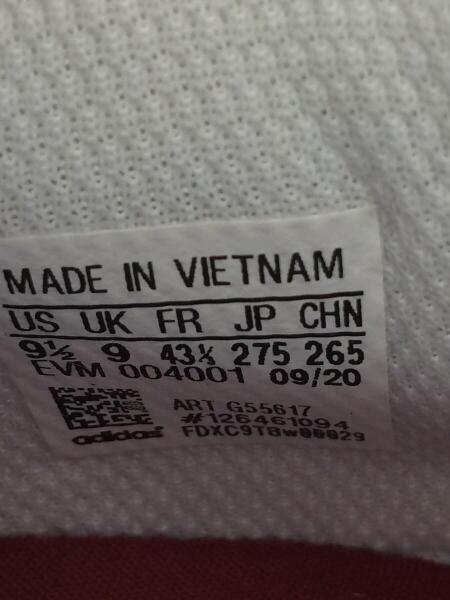 MADE IN VIETNAM
US UK FR JP CHN
9½ 9 43⅓ 275 265
EVM 004001 09/20
ART G55617
#126461094
adidas